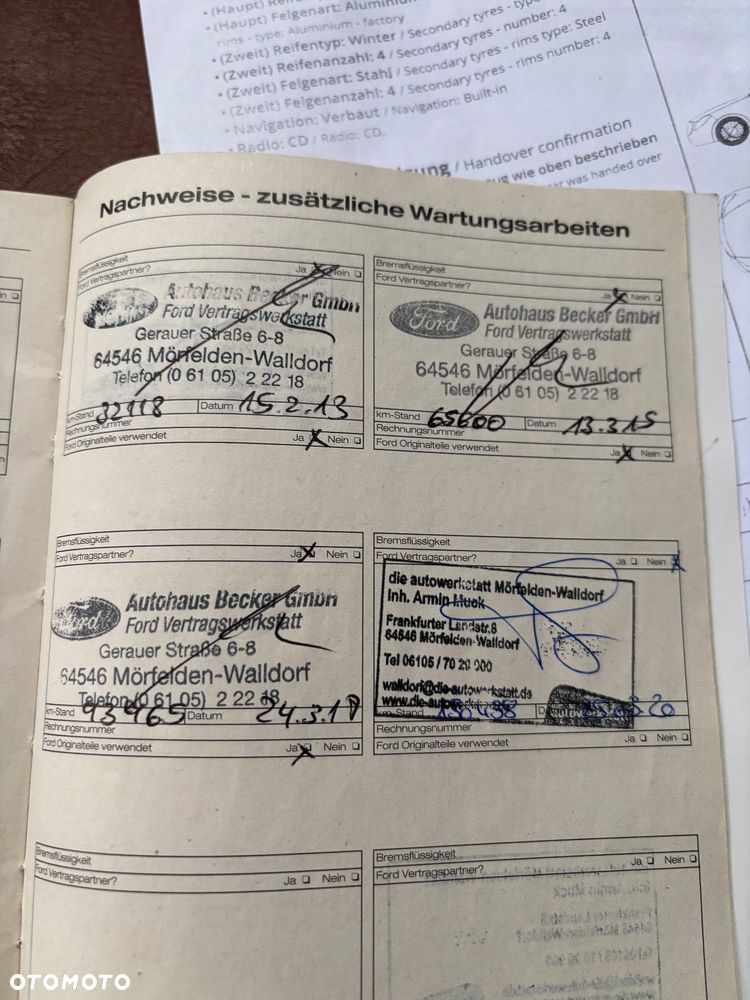 • (Haupt) Felgenart: Aluminium
rims - type: Aluminium - factory
• (Zweit) Reifentyp: Winter / Secondary tyres - type
• (Zweit) Reifenanzahl: 4 / Secondary tyres - number: 4
• (Zweit) Felgenart: Stahl / Secondary tyres - rims type: Steel
• (Zweit) Felgenanzahl: 4 / Secondary tyres - rims number: 4
• Navigation: Verbaut / Navigation: Built-in
• Radio: CD / Radio: CD,
/ Handover confirmation
wie oben beschrieben
was handed over
Nachweise - zusätzliche Wartungsarbeiten
Bremsflüssigkeit
Ford Vertragspartner? Ja Nein
Autohaus Becker GmbH
Ford Vertragswerkstatt
Gerauer Straße 6-8
64546 Mörfelden-Walldorf
Telefon (0 61 05) 2 22 18
km-Stand 32118 Datum 15.2.13
Rechnungsnummer
Ford Originalteile verwendet Ja Nein
Bremsflüssigkeit
Ford Vertragspartner? Ja Nein
Ford
Autohaus Becker GmbH
Ford Vertragswerkstatt
Gerauer Straße 6-8
64546 Mörfelden-Walldorf
Telefon (0 61 05) 2 22 18
km-Stand 65600 Datum 13.3.15
Rechnungsnummer
Ford Originalteile verwendet Ja Nein
Bremsflüssigkeit
Ford Vertragspartner? Ja Nein
Ford
Autohaus Becker GmbH
Ford Vertragswerkstatt
Gerauer Straße 6-8
64546 Mörfelden-Walldorf
Telefon (0 61 05) 2 22 18
km-Stand 93965 Datum 24.3.1
Rechnungsnummer
Ford Originalteile verwendet Ja Nein
Bremsflüssigkeit
Ford Vertragspartner? Ja Nein
die autowerkstatt Mörfelden-Walldorf
Inh. Armin Muck
Frankfurter Landstr.8
64546 Mörfelden-Walldorf
Tel 06105 / 70 29 000
walldorf@die-autowerkstatt.de
km-Stand
Rechnungsnummer
Ford Originalteile verwendet Ja Nein
Bremsflüssigkeit
Ford Vertragspartner? Ja Nein
Bremsflüssigkeit
Ford Vertragspartner? Ja Nein
OTOMOTO